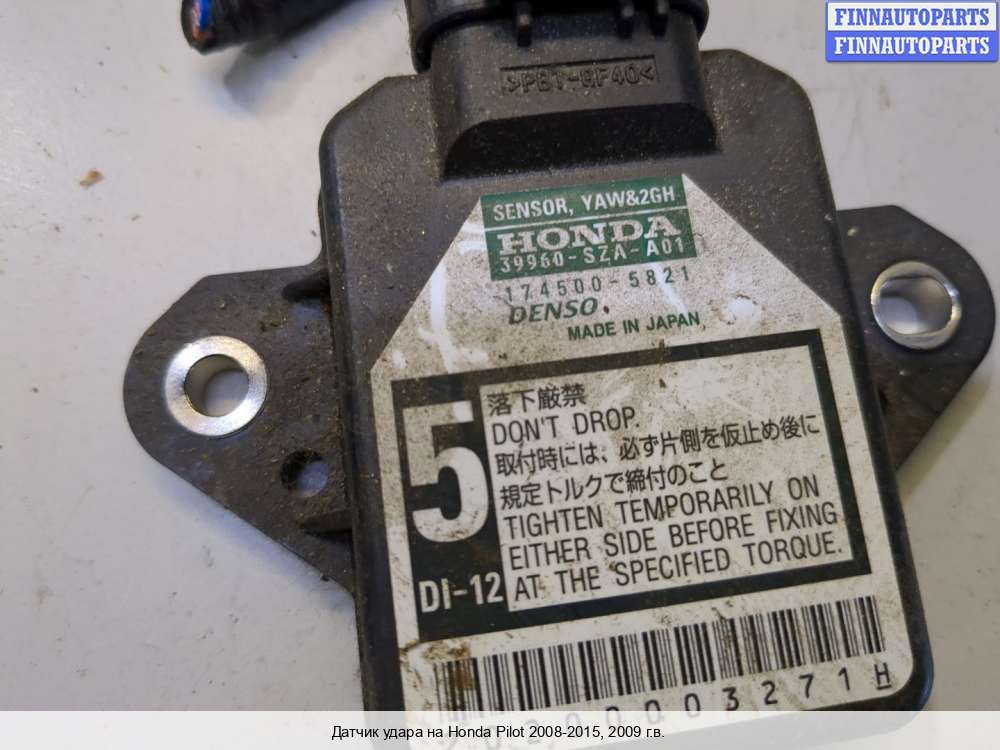 FINNAUTOPARTS
FINNAUTOPARTS
>PBT-GF40<
SENSOR, YAW&2GH
HONDA
39960-SZA-A01
174500-5821
DENSO
MADE IN JAPAN
5
落下厳禁
DON'T DROP.
取付時には、必ず片側を仮止め後に
規定トルクで締付のこと
TIGHTEN TEMPORARILY ON
EITHER SIDE BEFORE FIXING
AT THE SPECIFIED TORQUE.
DI-12
Датчик удара на Honda Pilot 2008-2015, 2009 г.в.